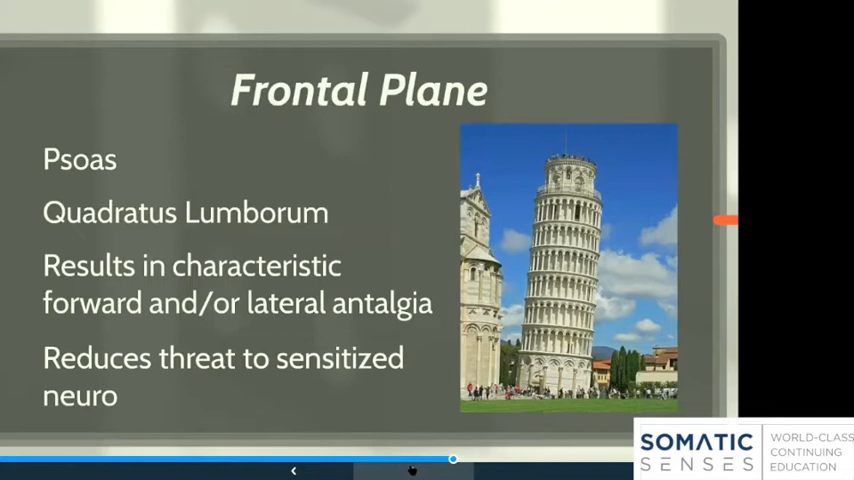 Frontal Plane
Psoas
Quadratus Lumborum
Results in characteristic
forward and/or lateral antalgia
Reduces threat to sensitized
neuro
SOMATIC
SENSES
WORLD-CLASS
CONTINUING
EDUCATION